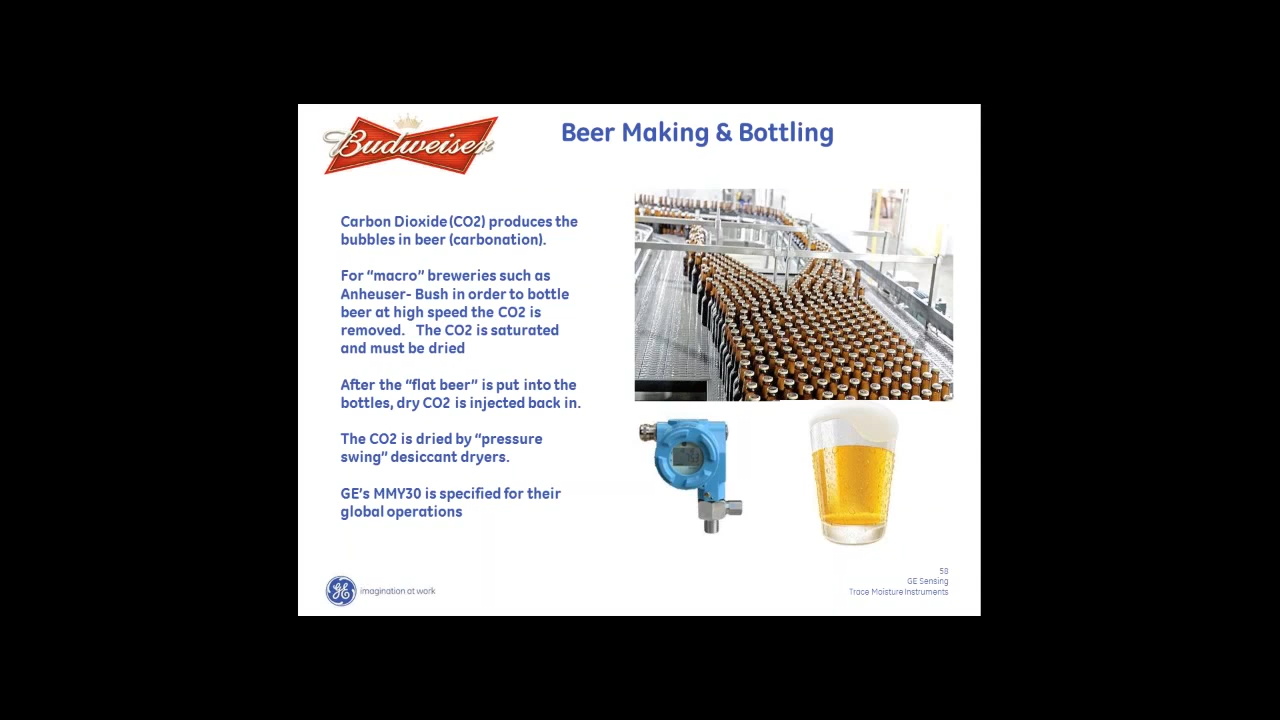 Budweiser
Beer Making & Bottling
Carbon Dioxide (CO2) produces the
bubbles in beer (carbonation).
For “macro” breweries such as
Anheuser- Bush in order to bottle
beer at high speed the CO2 is
removed.   The CO2 is saturated
and must be dried
After the “flat beer” is put into the
bottles, dry CO2 is injected back in.
The CO2 is dried by “pressure
swing” desiccant dryers.
GE’s MMY30 is specified for their
global operations
GE
imagination at work
58
GE Sensing
Trace Moisture Instruments